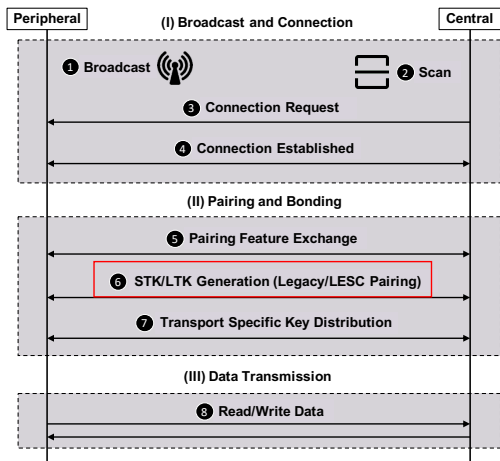 Peripheral
(I) Broadcast and Connection
Central
1 Broadcast
2 Scan
3 Connection Request
4 Connection Established
(II) Pairing and Bonding
5 Pairing Feature Exchange
6 STK/LTK Generation (Legacy/LESC Pairing)
7 Transport Specific Key Distribution
(III) Data Transmission
8 Read/Write Data